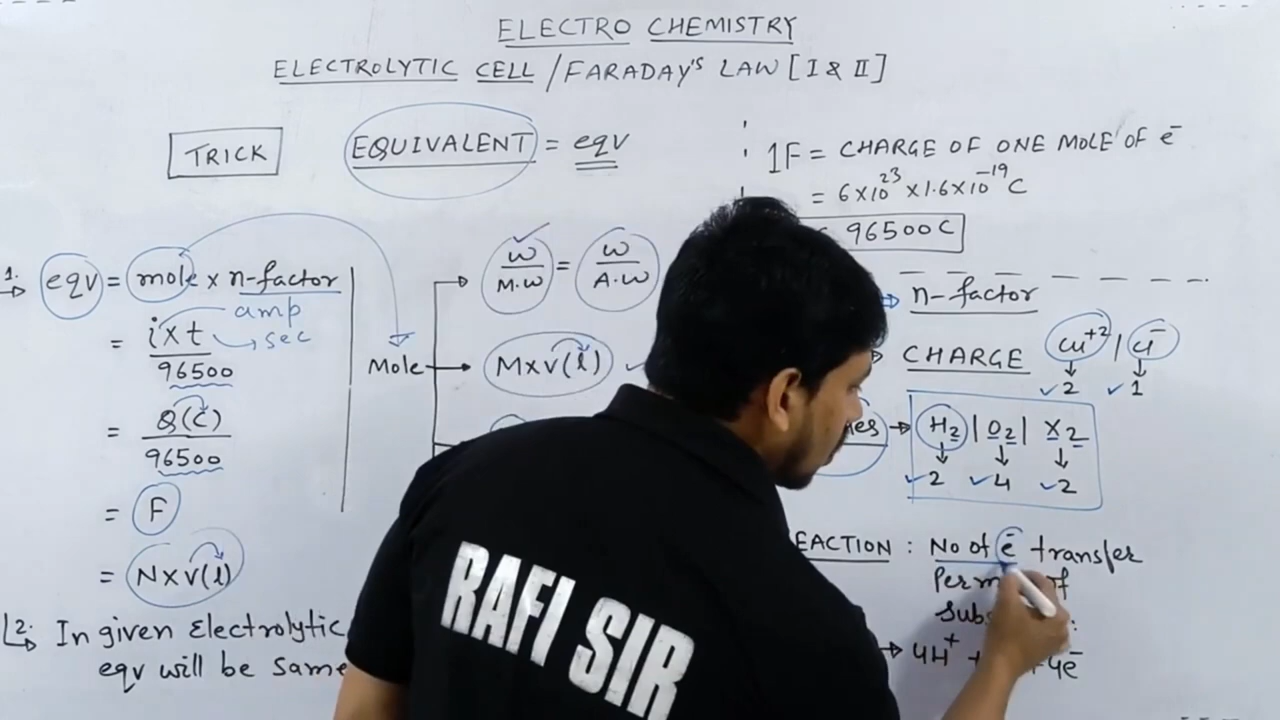 ELECTRO CHEMISTRY
ELECTROLYTIC CELL / FARADAY'S LAW [I & II]
TRICK
EQUIVALENT = eqv
1F = CHARGE OF ONE MOLE OF e⁻
= 6×10²³ × 1.6×10⁻¹⁹ C
96500 C
1. eqv = mole × n-factor
= i×t / 96500
amp
sec
= Q(C) / 96500
= F
= N×V(l)
2. In given Electrolytic
eqv will be same
Mole
W / M.W = W / A.W
M×V(l)
n-factor
CHARGE Cu⁺² | Cl⁻
2 1
H₂ | O₂ | X₂
2 4 2
EACTION : No of e⁻ transfer
Per
4H⁺ +
+4e⁻
RAFI SIR